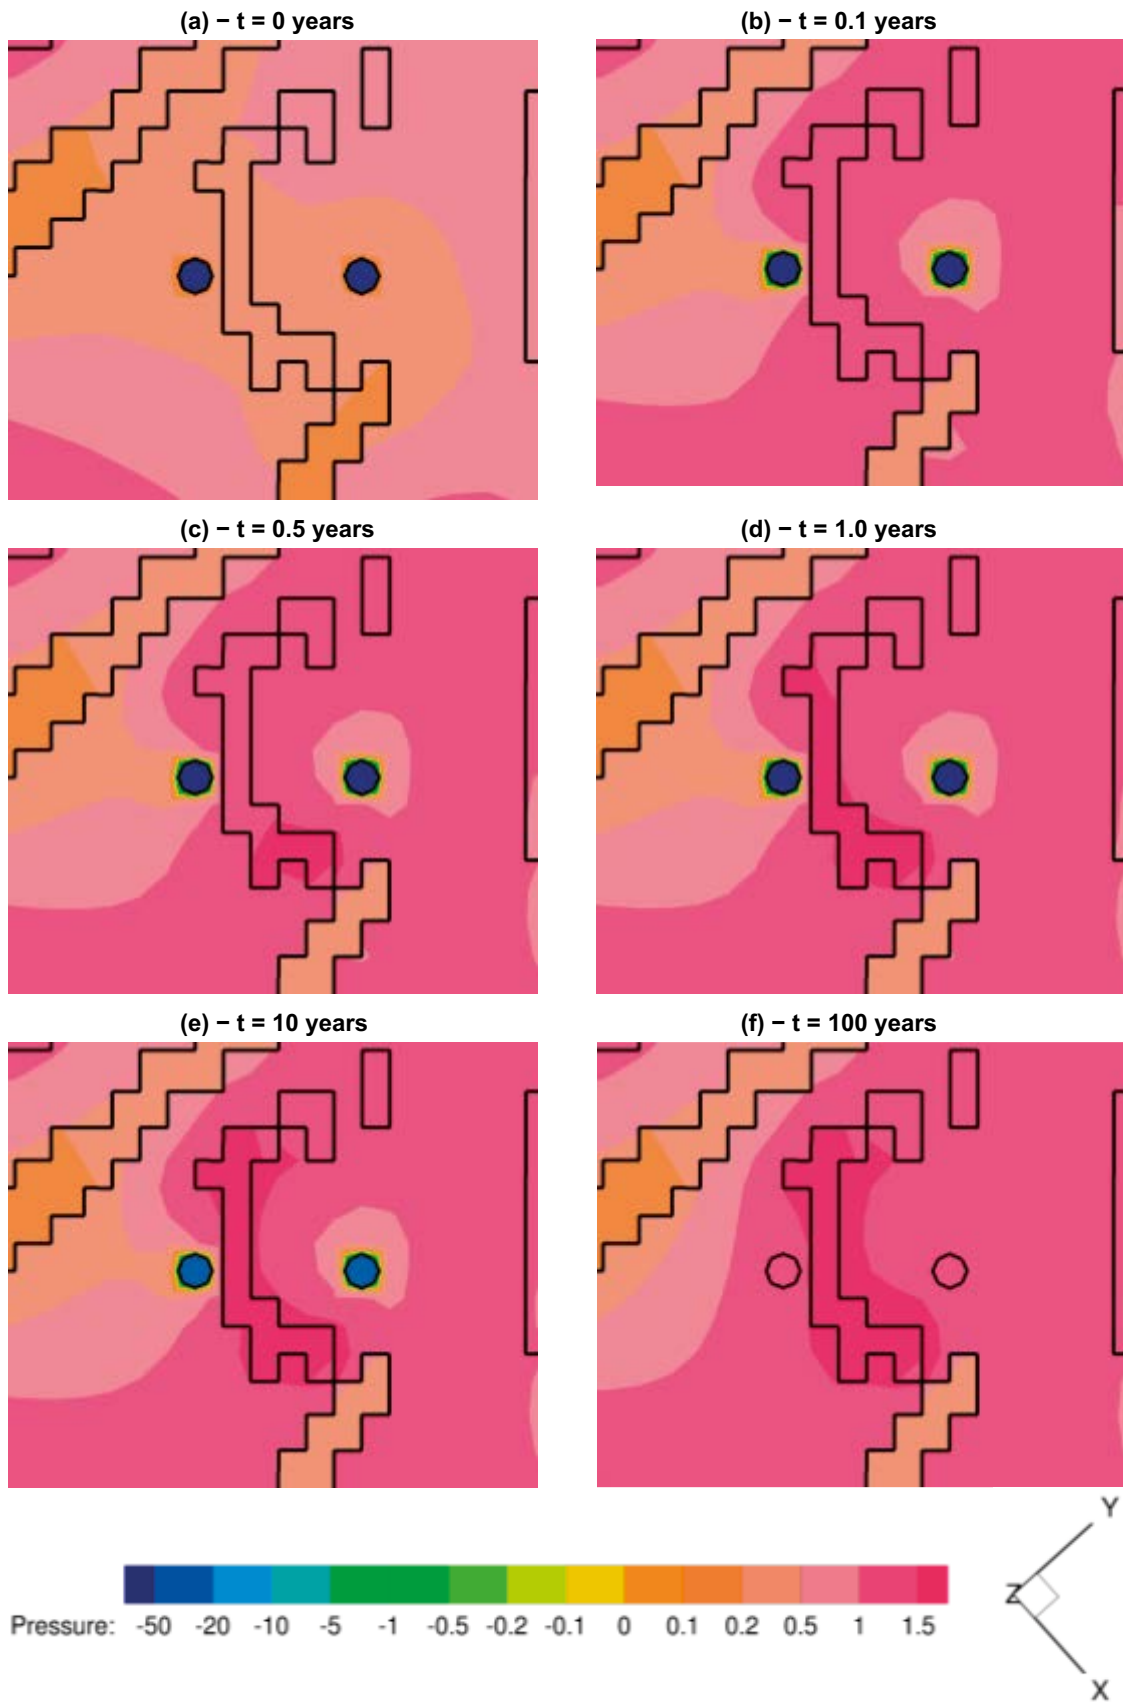 (a) − t = 0 years
(b) − t = 0.1 years
(c) − t = 0.5 years
(d) − t = 1.0 years
(e) − t = 10 years
(f) − t = 100 years
Pressure: -50 -20 -10 -5 -1 -0.5 -0.2 -0.1 0 0.1 0.2 0.5 1 1.5
Y
Z
X